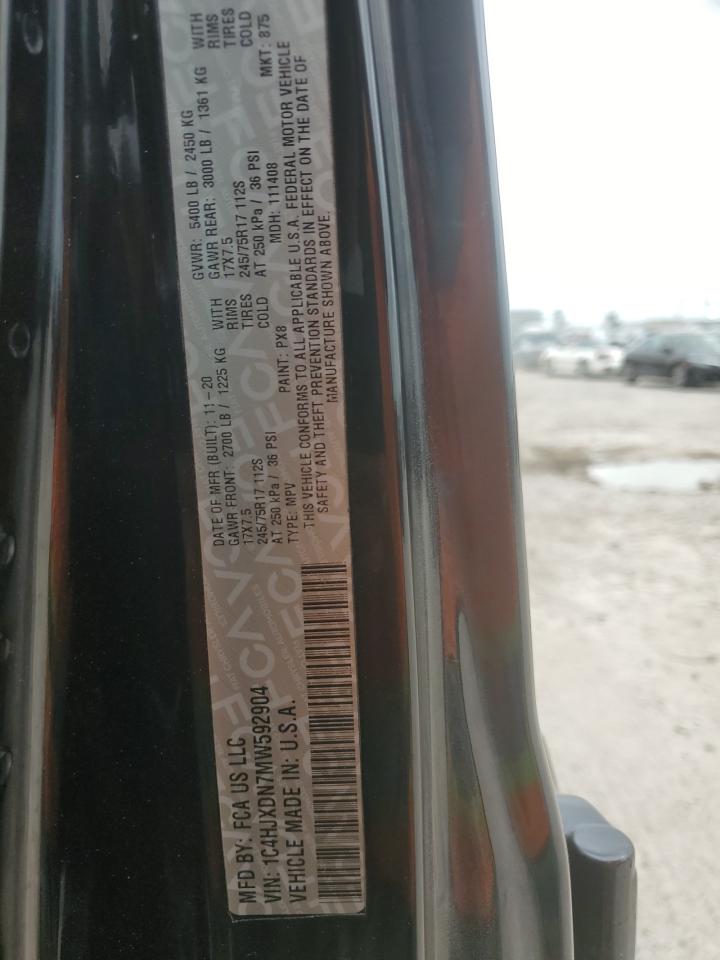 MFD BY: FCA US LLC
DATE OF MFR (BUILT): 11-20
GVWR: 5400 LB / 2450 KG
GAWR FRONT: 2700 LB / 1225 KG WITH
GAWR REAR: 3000 LB / 1361 KG WITH
17X7.5 RIMS
17X7.5 RIMS
245/75R17 112S TIRES
245/75R17 112S TIRES
AT 250 kPa / 36 PSI COLD
AT 250 kPa / 36 PSI COLD
VIN: 1C4HJXDN7MW592904
TYPE: MPV
PAINT: PX8
MDH: 111408
MKT: 875
VEHICLE MADE IN: U.S.A.
THIS VEHICLE CONFORMS TO ALL APPLICABLE U.S.A. FEDERAL MOTOR VEHICLE
SAFETY AND THEFT PREVENTION STANDARDS IN EFFECT ON THE DATE OF
MANUFACTURE SHOWN ABOVE.